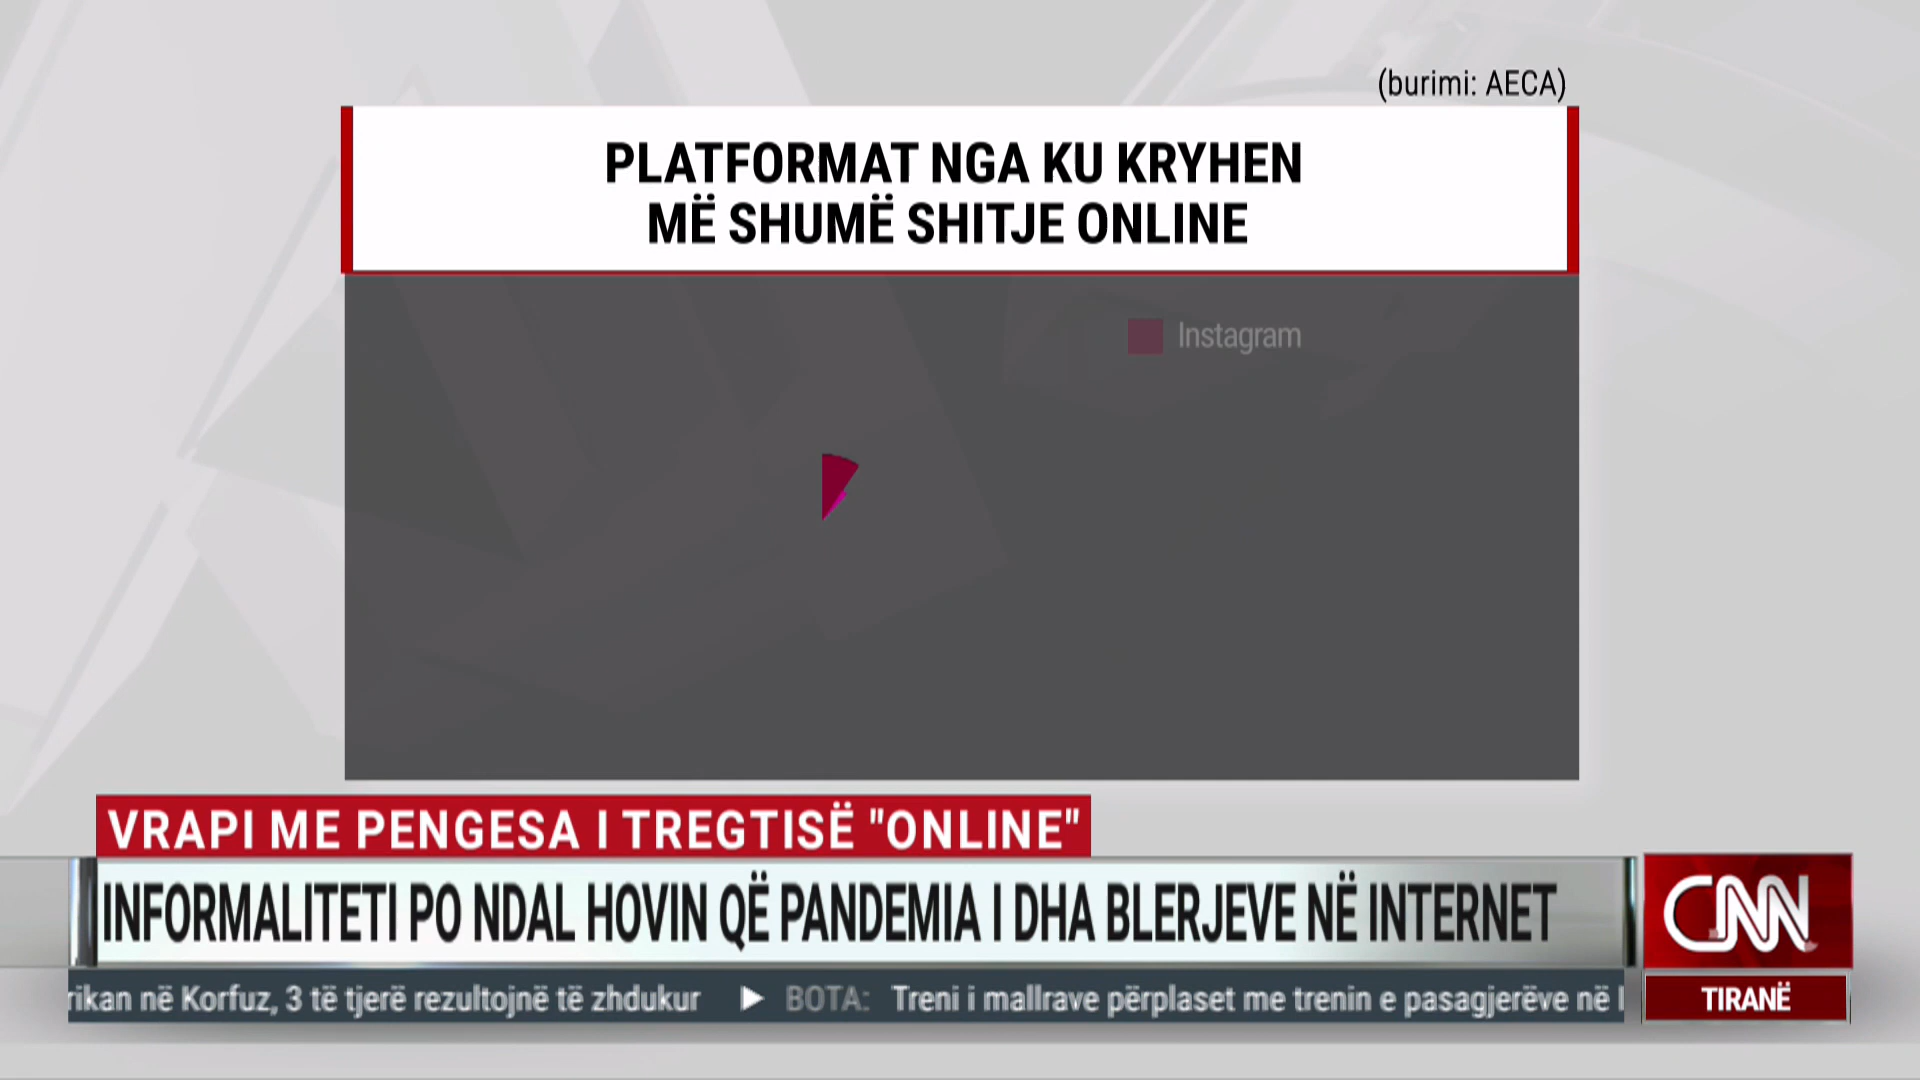 (burimi: AECA)
PLATFORMAT NGA KU KRYHEN
MË SHUMË SHITJE ONLINE
Instagram
VRAPI ME PENGESA I TREGTISË "ONLINE"
INFORMALITETI PO NDAL HOVIN QË PANDEMIA I DHA BLERJEVE NË INTERNET
CNN
në Korfuz, 3 të tjerë rezultojnë të zhdukur ▶ BOTA: Treni i mallrave përplaset me trenin e pasagjerëve në
TIRANË